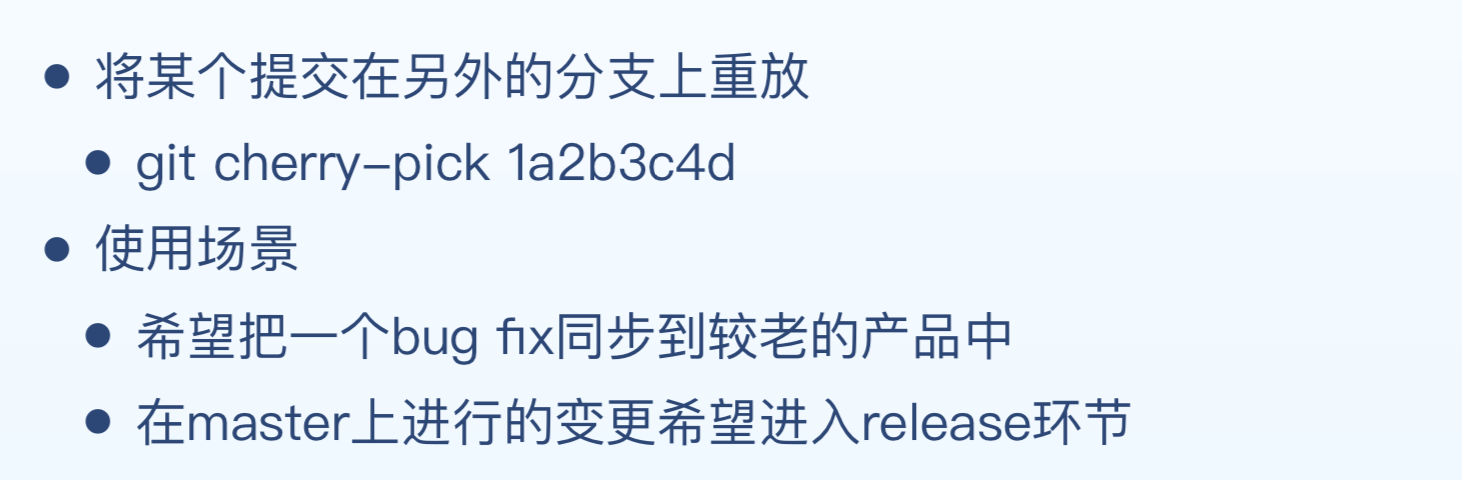 ● 将某个提交在另外的分支上重放
● git cherry-pick 1a2b3c4d
● 使用场景
● 希望把一个bug fix同步到较老的产品中
● 在master上进行的变更希望进入release环节